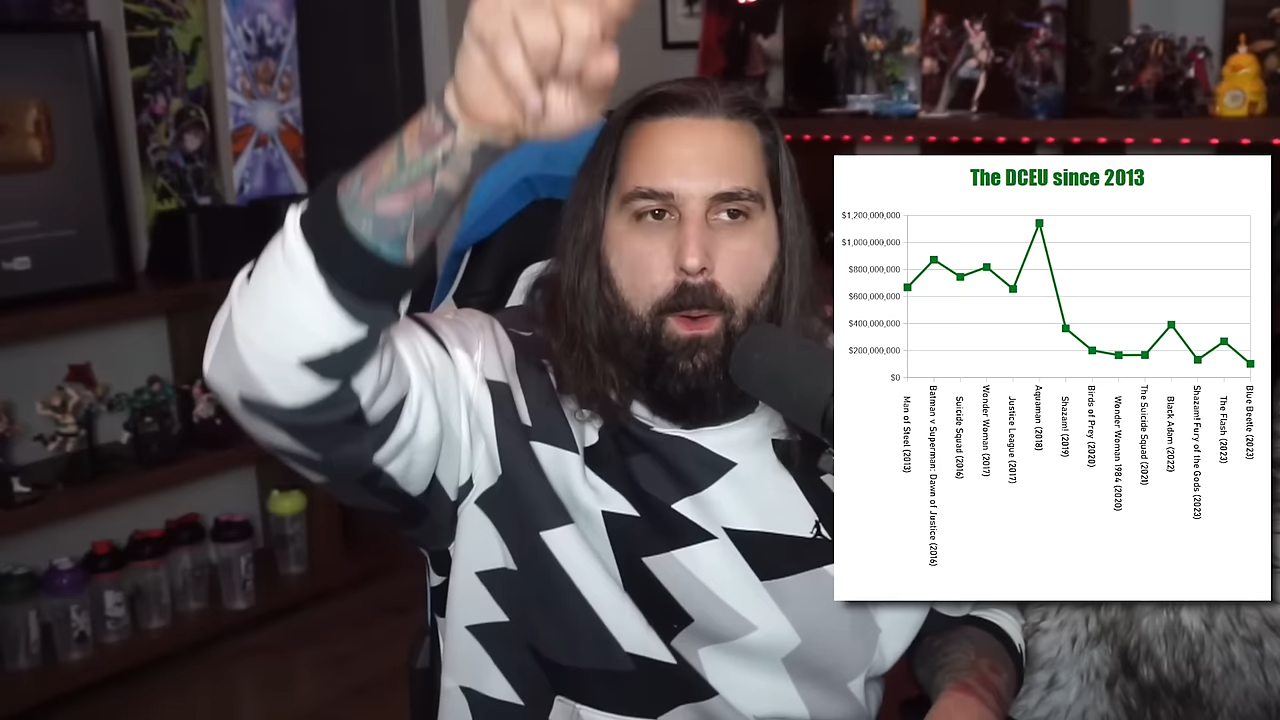 The DCEU since 2013
$1,200,000,000
$1,000,000,000
$800,000,000
$600,000,000
$400,000,000
$200,000,000
$0
Man of Steel (2013)
Batman v Superman: Dawn of Justice (2016)
Suicide Squad (2016)
Wonder Woman (2017)
Justice League (2017)
Aquaman (2018)
Shazam! (2019)
Birds of Prey (2020)
Wonder Woman 1984 (2020)
The Suicide Squad (2021)
Black Adam (2022)
Shazam! Fury of the Gods (2023)
The Flash (2023)
Blue Beetle (2023)